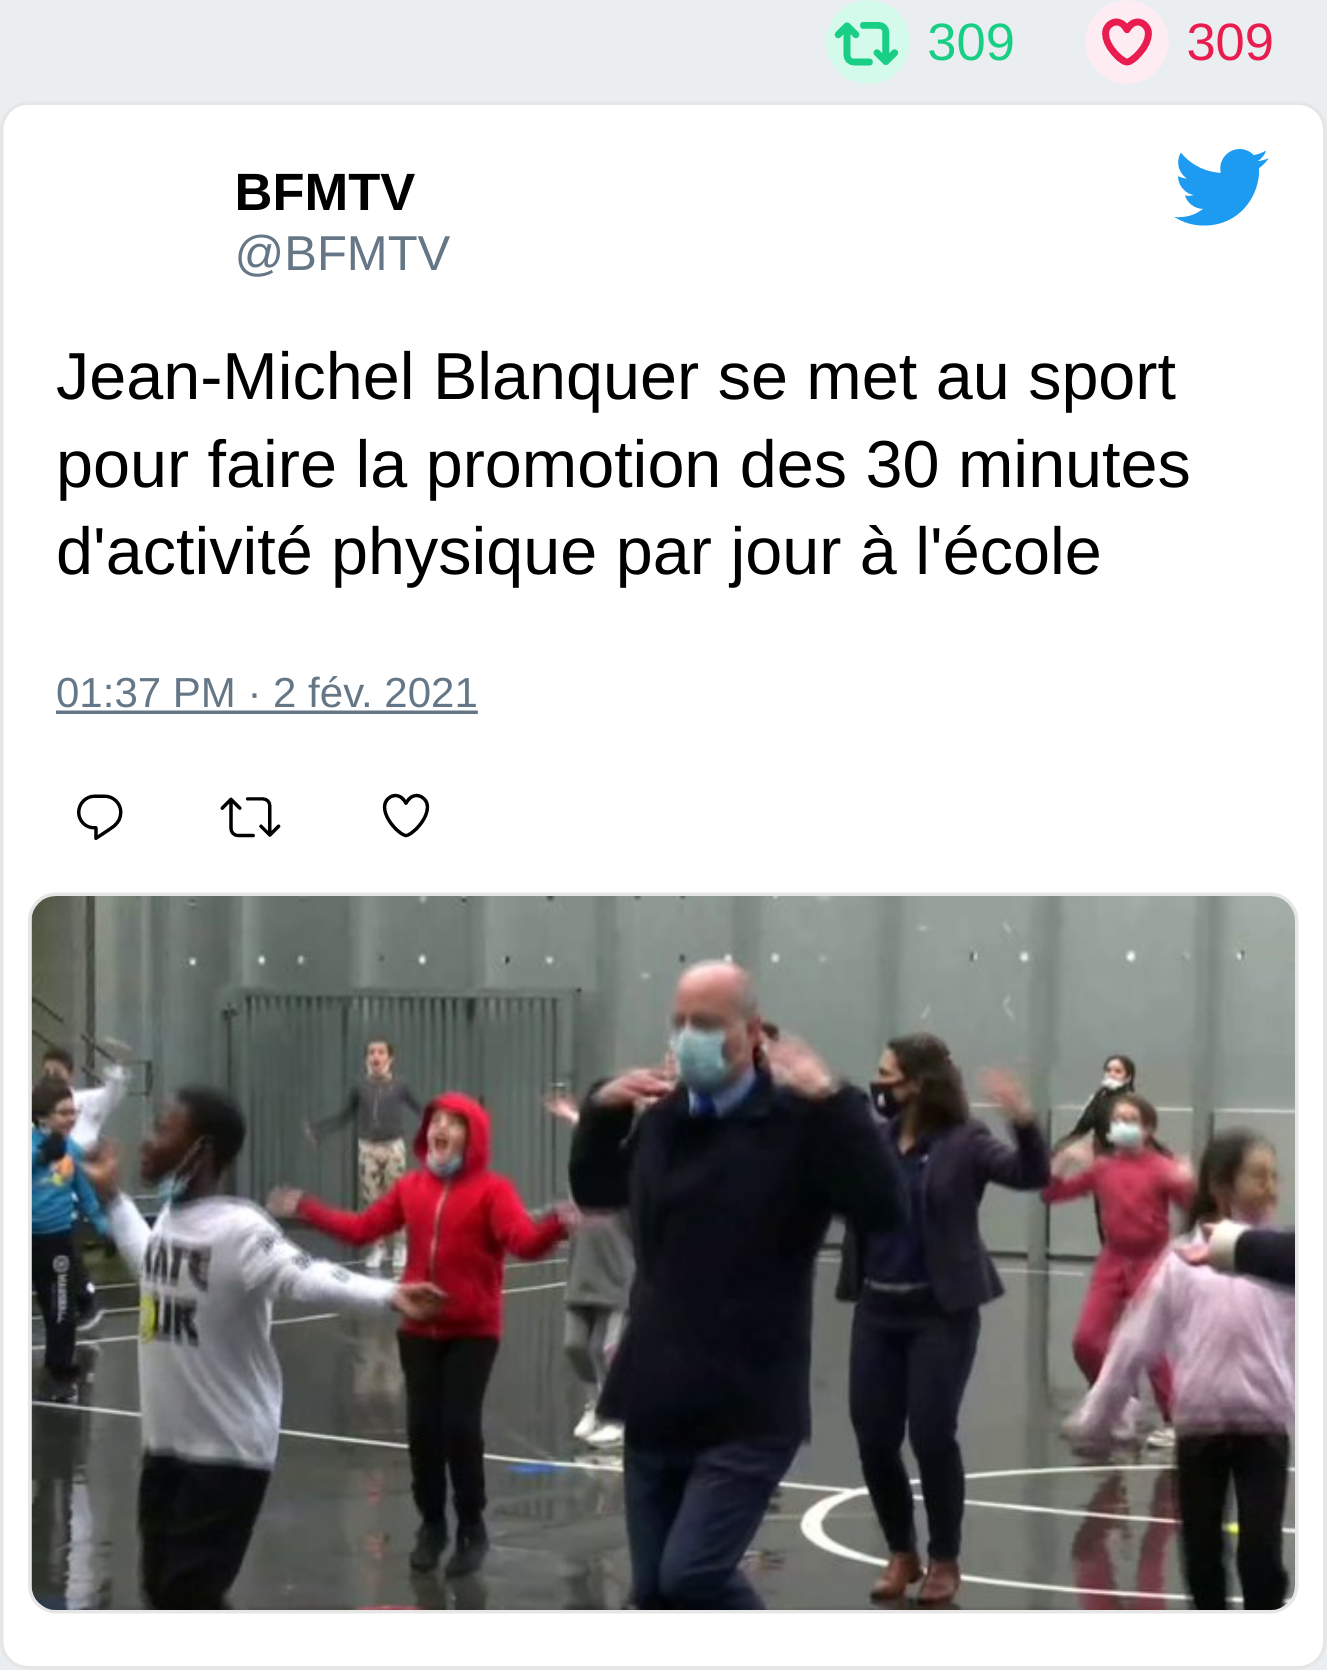 309 309
BFMTV
@BFMTV
Jean-Michel Blanquer se met au sport
pour faire la promotion des 30 minutes
d'activité physique par jour à l'école
01:37 PM · 2 fév. 2021